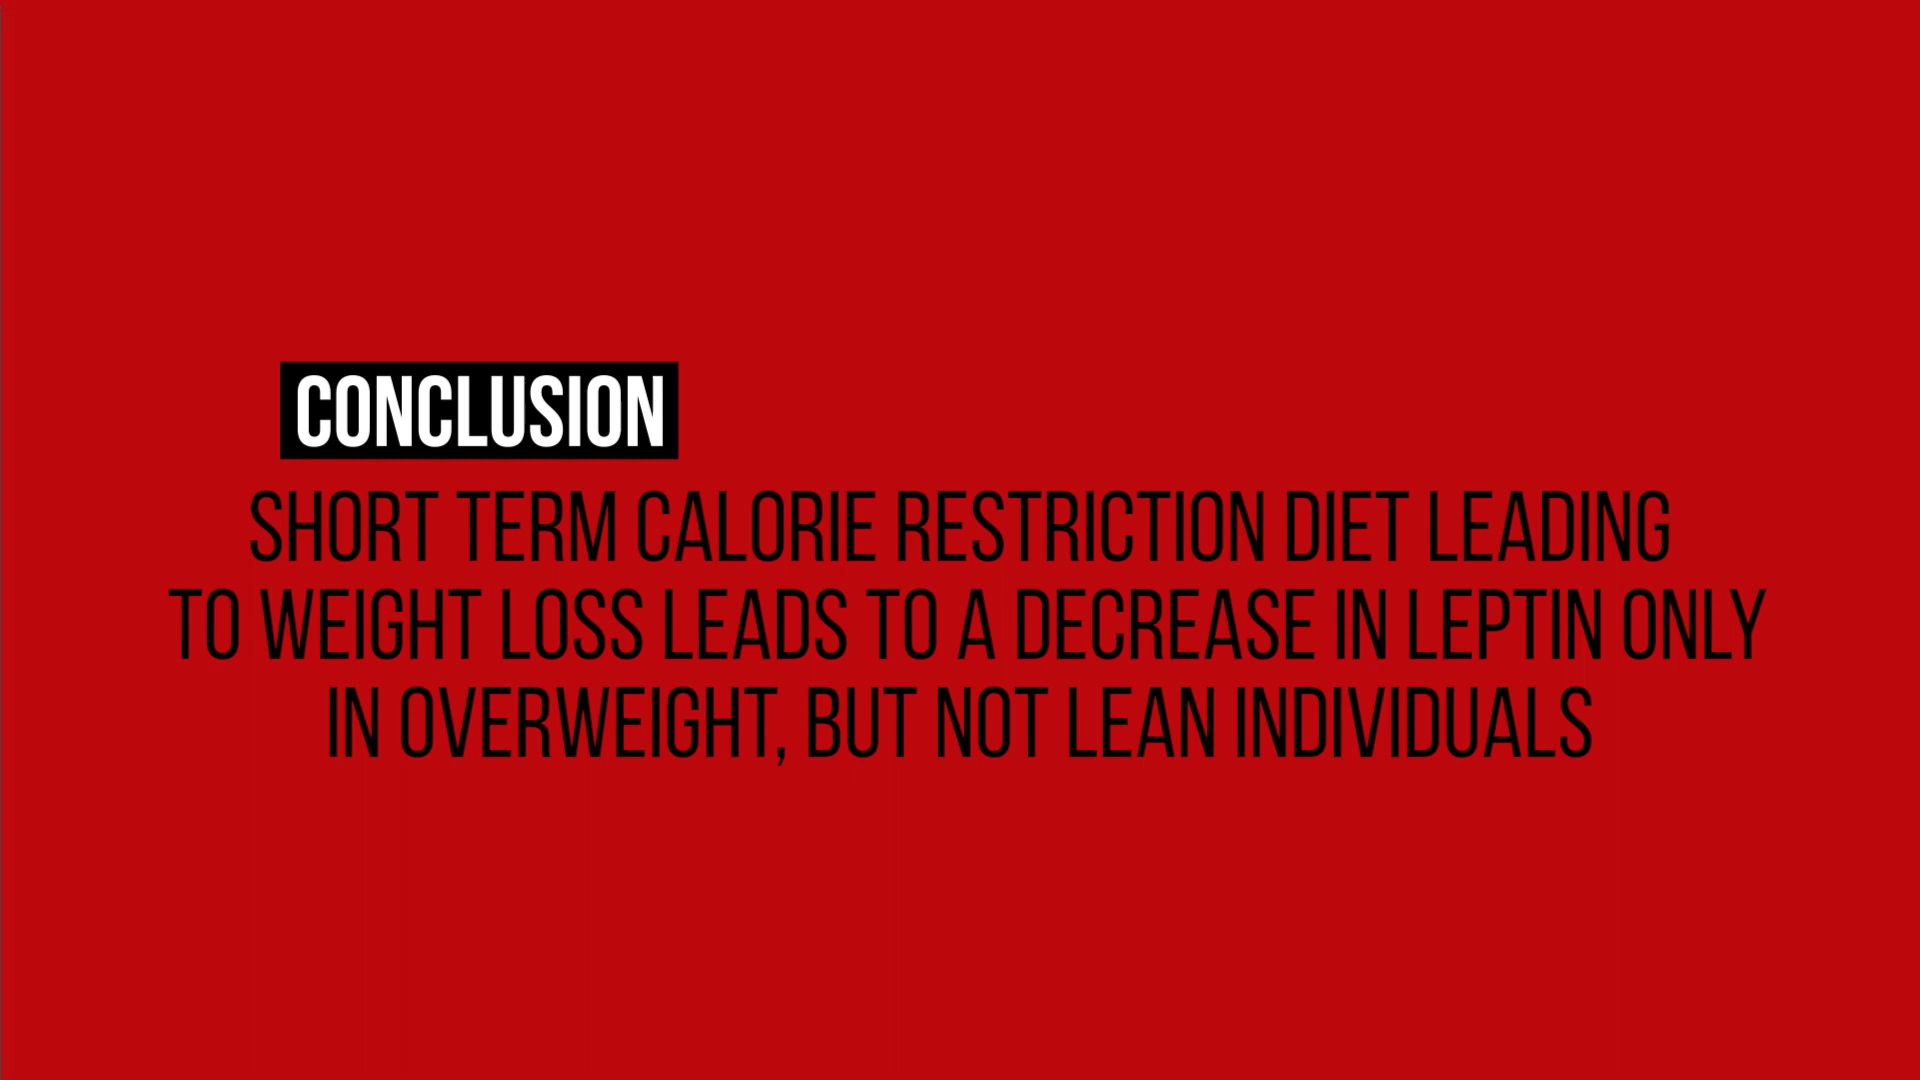 CONCLUSION
SHORT TERM CALORIE RESTRICTION DIET LEADING
TO WEIGHT LOSS LEADS TO A DECREASE IN LEPTIN ONLY
IN OVERWEIGHT, BUT NOT LEAN INDIVIDUALS